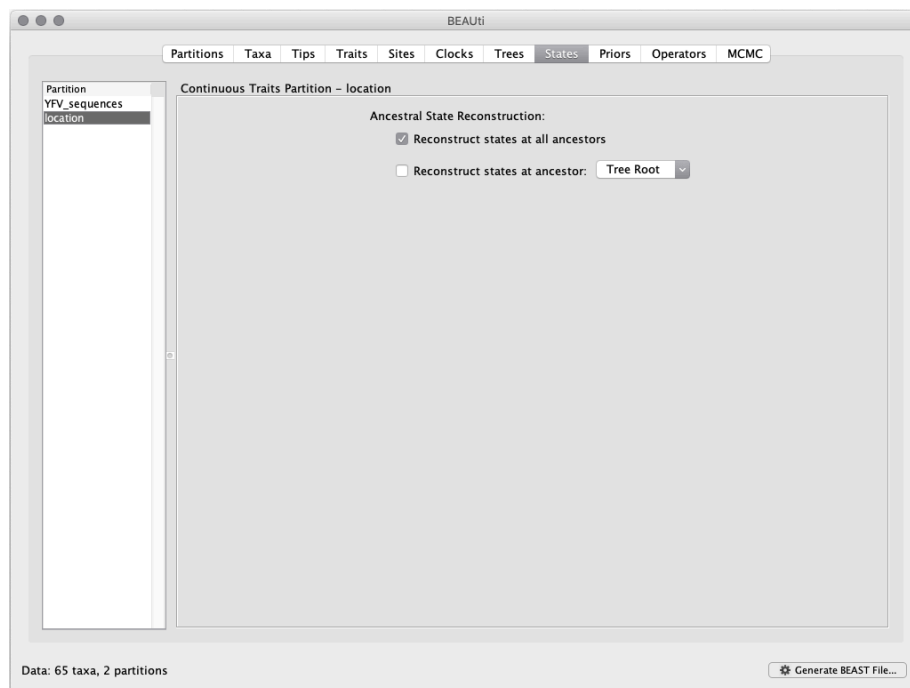 BEAUti
Partitions Taxa Tips Traits Sites Clocks Trees States Priors Operators MCMC
Partition
YFV_sequences
location
Continuous Traits Partition – location
Ancestral State Reconstruction:
Reconstruct states at all ancestors
Reconstruct states at ancestor: Tree Root
Data: 65 taxa, 2 partitions
Generate BEAST File...